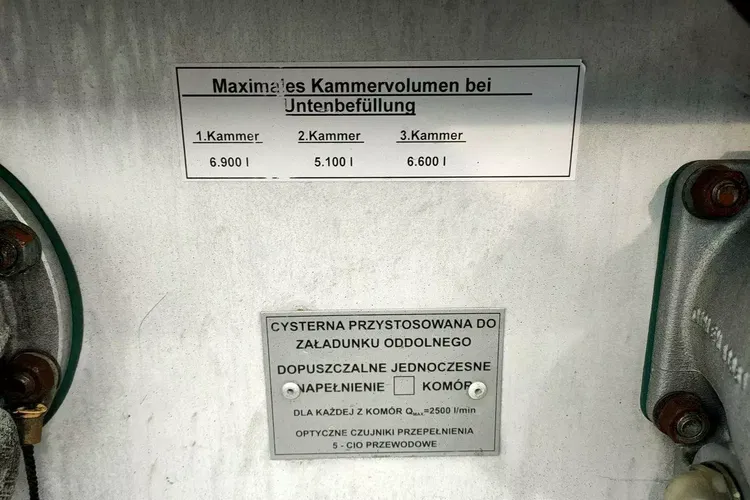 Maximales Kammervolumen bei
Untenbefüllung
1.Kammer 2.Kammer 3.Kammer
6.900 l 5.100 l 6.600 l
CYSTERNA PRZYSTOSOWANA DO
ZAŁADUNKU ODDOLNEGO
DOPUSZCZALNE JEDNOCZESNE
NAPEŁNIENIE KOMÓR
DLA KAŻDEJ Z KOMÓR QMAX=2500 l/min
OPTYCZNE CZUJNIKI PRZEPEŁNIENIA
5 - CIO PRZEWODOWE